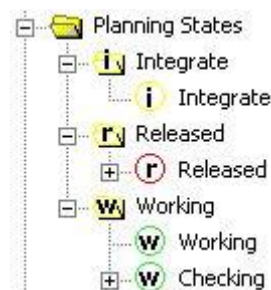 Planning States
i Integrate
i Integrate
r Released
r Released
w Working
w Working
w Checking